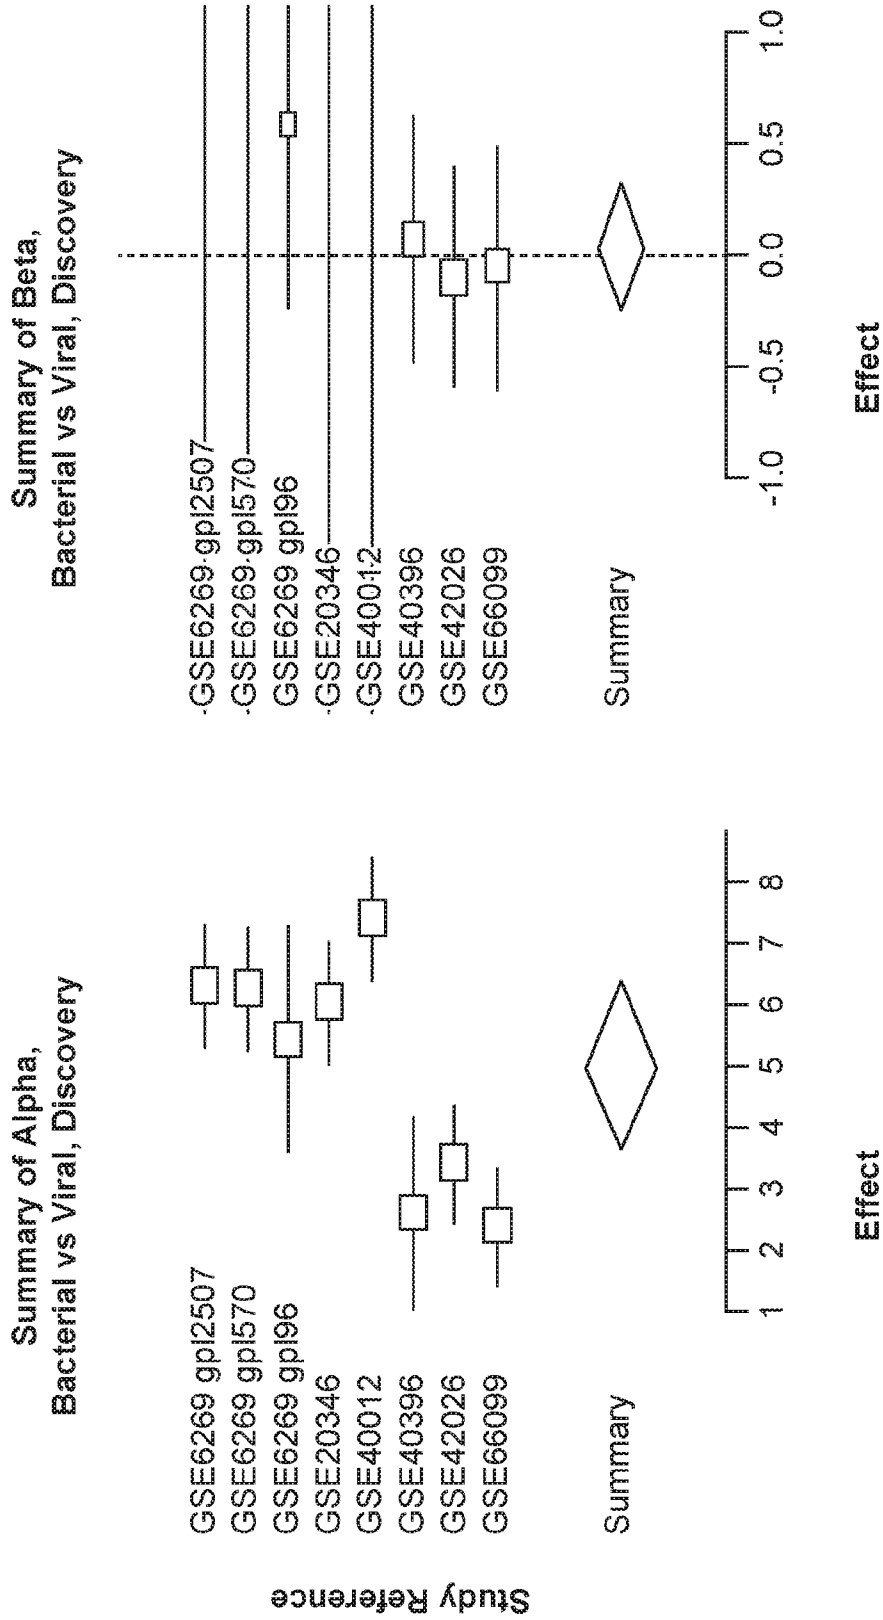 Summary of Alpha,
Bacterial vs Viral, Discovery
Study Reference
GSE6269 gpl2507
GSE6269 gpl570
GSE6269 gpl96
GSE20346
GSE40012
GSE40396
GSE42026
GSE66099
Summary
1 2 3 4 5 6 7 8
Effect
Summary of Beta,
Bacterial vs Viral, Discovery
GSE6269 gpl2507
GSE6269 gpl570
GSE6269 gpl96
GSE20346
GSE40012
GSE40396
GSE42026
GSE66099
Summary
-1.0 -0.5 0.0 0.5 1.0
Effect